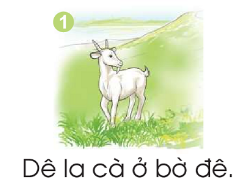 1
Dê la cà ở bờ đê.